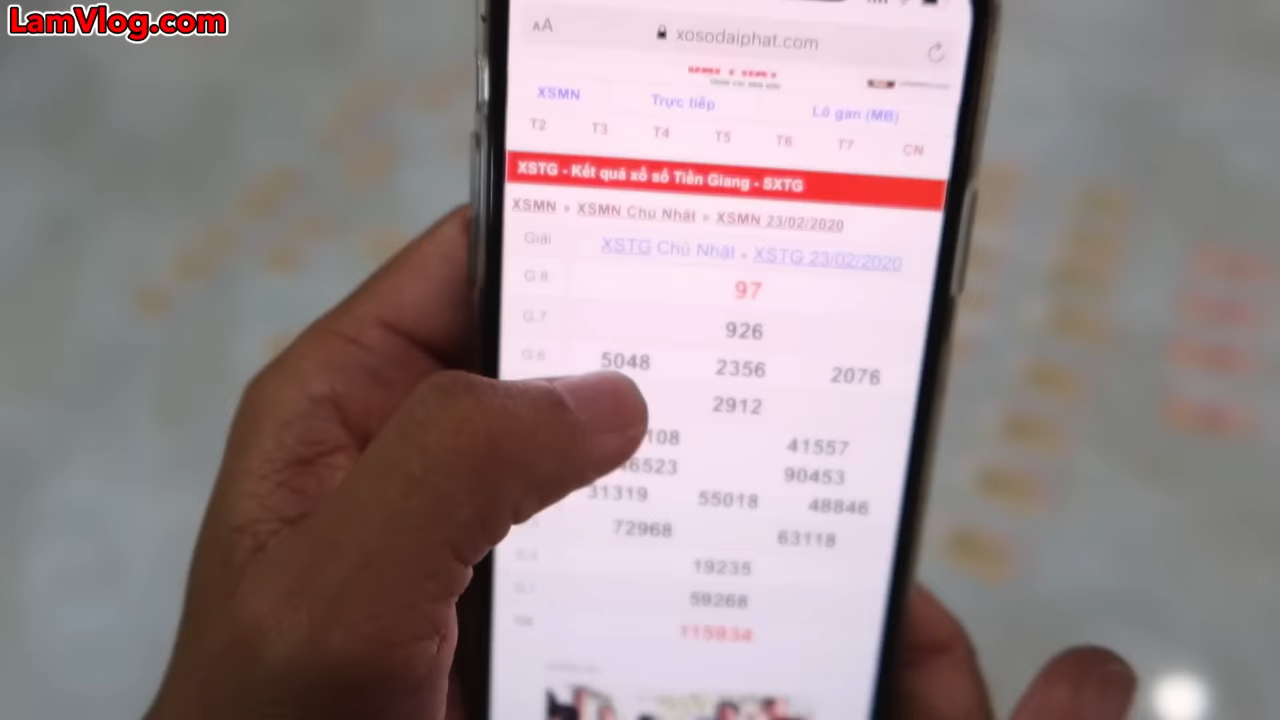 LamVlog.com
AA xosodaiphat.com
XSMN Trực tiếp Lô gan (MB)
T2 T3 T4 T5 T6 T7 CN
XSTG - Kết quả xổ số Tiền Giang - SXTG
XSMN » XSMN Chủ Nhật » XSMN 23/02/2020
Giải XSTG Chủ Nhật » XSTG 23/02/2020
G.8 97
G.7 926
G.6 5048 2356 2076
2912
108 41557
46523 90453
31319 55018 48846
72968 63118
19235
G.1 59268
115834